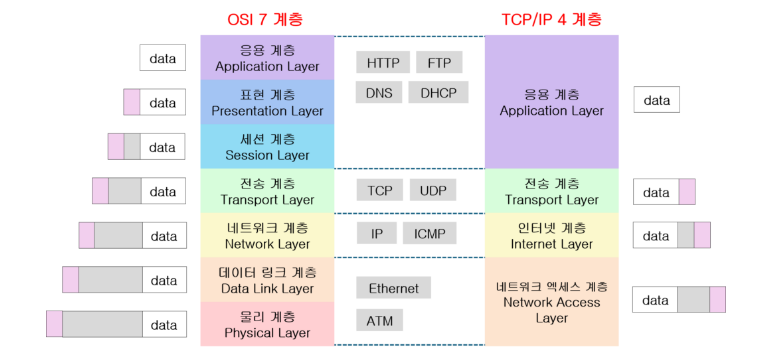 OSI 7 계층
TCP/IP 4 계층
data
응용 계층
Application Layer
HTTP
FTP
data
표현 계층
Presentation Layer
DNS
DHCP
응용 계층
Application Layer
data
data
세션 계층
Session Layer
data
전송 계층
Transport Layer
TCP
UDP
전송 계층
Transport Layer
data
data
네트워크 계층
Network Layer
IP
ICMP
인터넷 계층
Internet Layer
data
data
데이터 링크 계층
Data Link Layer
Ethernet
네트워크 엑세스 계층
Network Access
Layer
data
data
물리 계층
Physical Layer
ATM